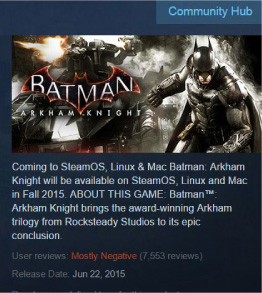 Community Hub
BATMAN
ARKHAM KNIGHT
Coming to SteamOS, Linux & Mac Batman: Arkham
Knight will be available on SteamOS, Linux and Mac
in Fall 2015. ABOUT THIS GAME: Batman™:
Arkham Knight brings the award-winning Arkham
trilogy from Rocksteady Studios to its epic
conclusion.
User reviews: Mostly Negative (7,553 reviews)
Release Date: Jun 22, 2015